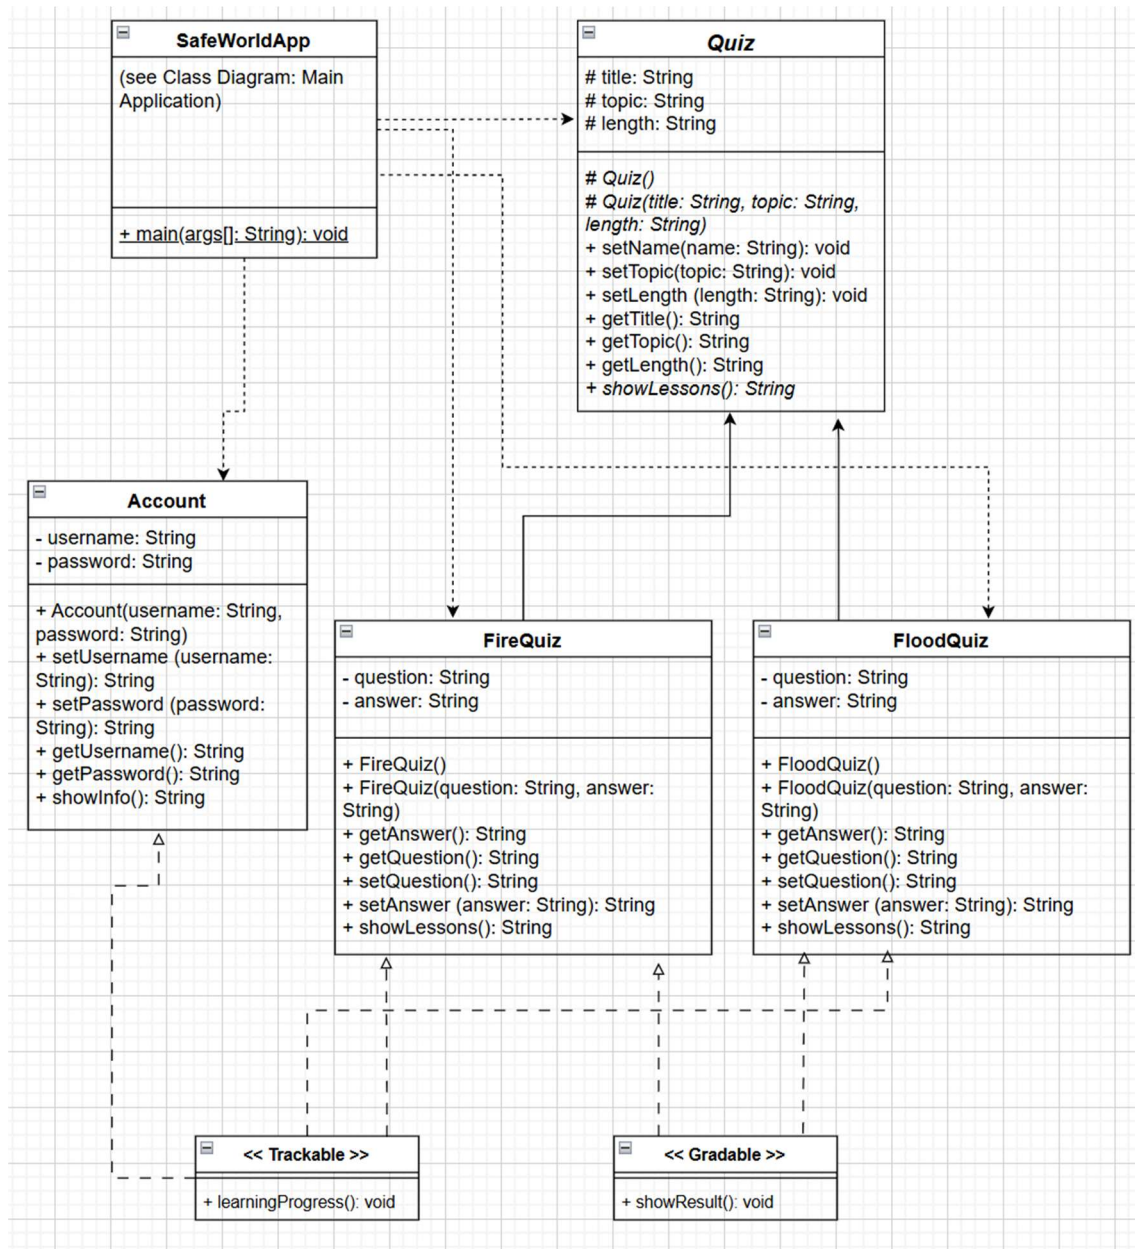 SafeWorldApp
(see Class Diagram: Main
Application)
+ main(args[]: String): void
Quiz
# title: String
# topic: String
# length: String
# Quiz()
# Quiz(title: String, topic: String,
length: String)
+ setName(name: String): void
+ setTopic(topic: String): void
+ setLength (length: String): void
+ getTitle(): String
+ getTopic(): String
+ getLength(): String
+ showLessons(): String
Account
- username: String
- password: String
+ Account(username: String,
password: String)
+ setUsername (username:
String): String
+ setPassword (password:
String): String
+ getUsername(): String
+ getPassword(): String
+ showInfo(): String
FireQuiz
- question: String
- answer: String
+ FireQuiz()
+ FireQuiz(question: String, answer:
String)
+ getAnswer(): String
+ getQuestion(): String
+ setQuestion(): String
+ setAnswer (answer: String): String
+ showLessons(): String
FloodQuiz
- question: String
- answer: String
+ FloodQuiz()
+ FloodQuiz(question: String, answer:
String)
+ getAnswer(): String
+ getQuestion(): String
+ setQuestion(): String
+ setAnswer (answer: String): String
+ showLessons(): String
<< Trackable >>
+ learningProgress(): void
<< Gradable >>
+ showResult(): void